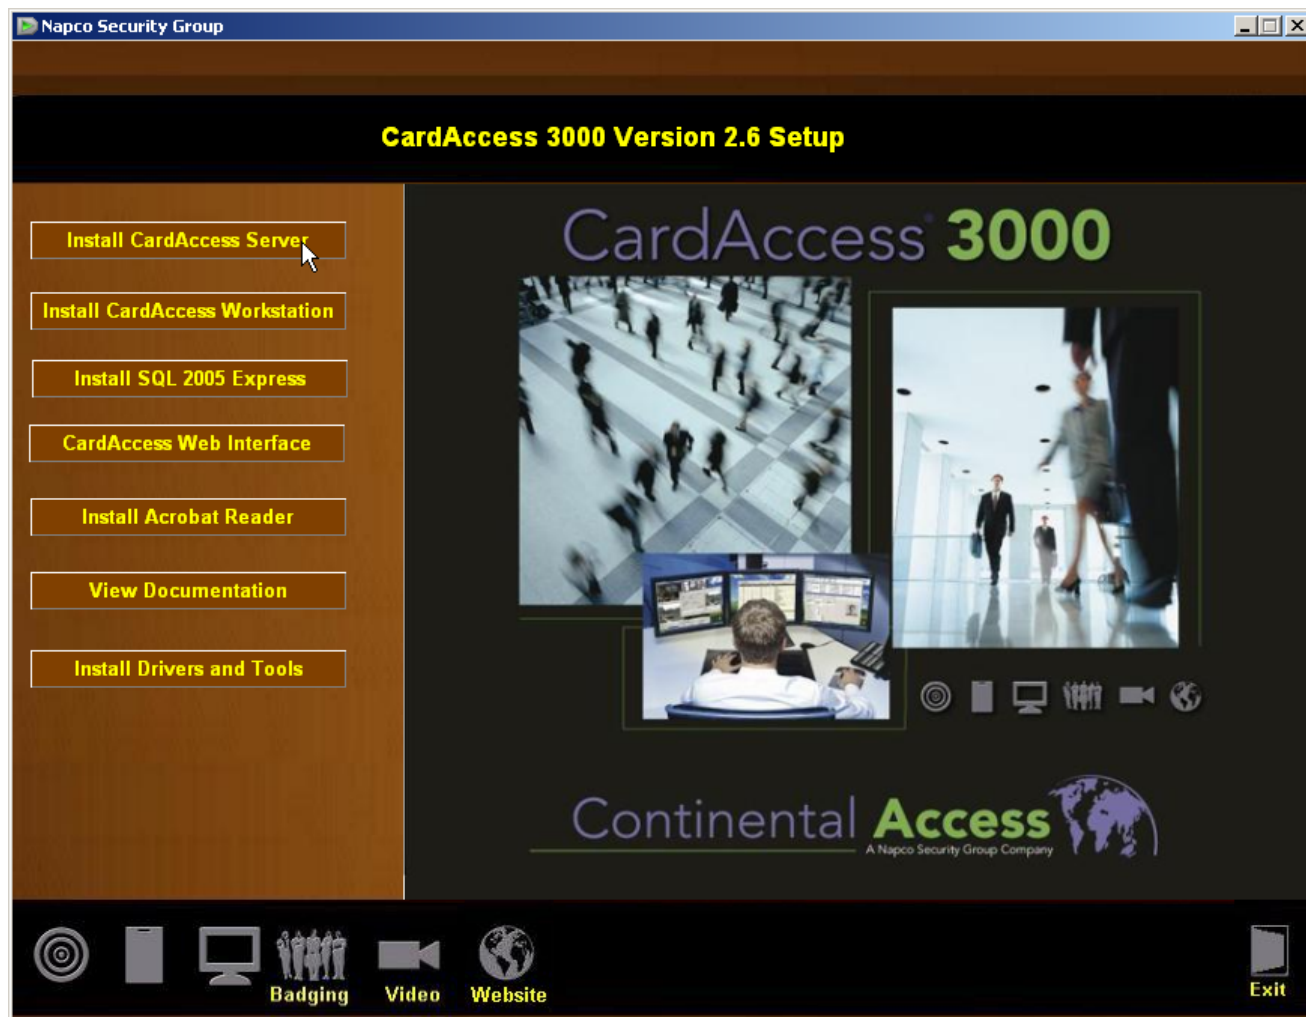 Napco Security Group
CardAccess 3000 Version 2.6 Setup
Install CardAccess Server
Install CardAccess Workstation
Install SQL 2005 Express
CardAccess Web Interface
Install Acrobat Reader
View Documentation
Install Drivers and Tools
CardAccess® 3000
Continental Access
A Napco Security Group Company
Badging
Video
Website
Exit